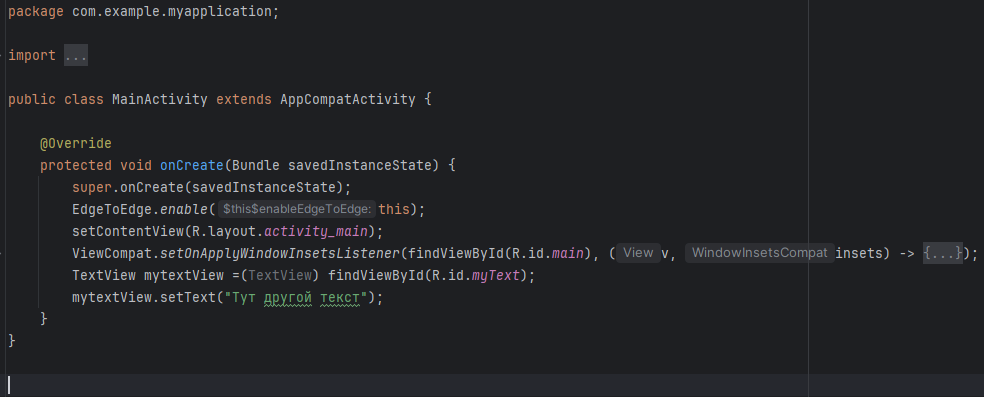 package com.example.myapplication;
import ...
public class MainActivity extends AppCompatActivity {
@Override
protected void onCreate(Bundle savedInstanceState) {
super.onCreate(savedInstanceState);
EdgeToEdge.enable( $this$enableEdgeToEdge: this);
setContentView(R.layout.activity_main);
ViewCompat.setOnApplyWindowInsetsListener(findViewById(R.id.main), ( View v, WindowInsetsCompat insets) -> {...});
TextView mytextView =(TextView) findViewById(R.id.myText);
mytextView.setText("Тут другой текст");
}
}